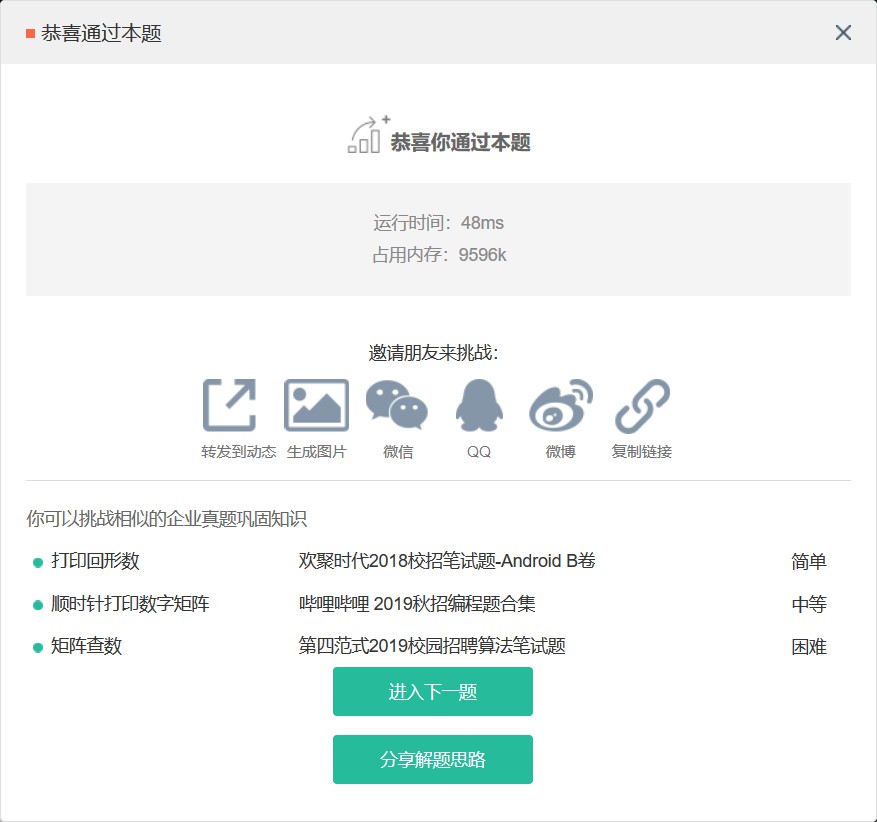 恭喜通过本题
恭喜你通过本题
运行时间：48ms
占用内存：9596k
邀请朋友来挑战：
转发到动态 生成图片 微信 QQ 微博 复制链接
你可以挑战相似的企业真题巩固知识
打印回形数 欢聚时代2018校招笔试题-Android B卷 简单
顺时针打印数字矩阵 哔哩哔哩 2019秋招编程题合集 中等
矩阵查数 第四范式2019校园招聘算法笔试题 困难
进入下一题
分享解题思路